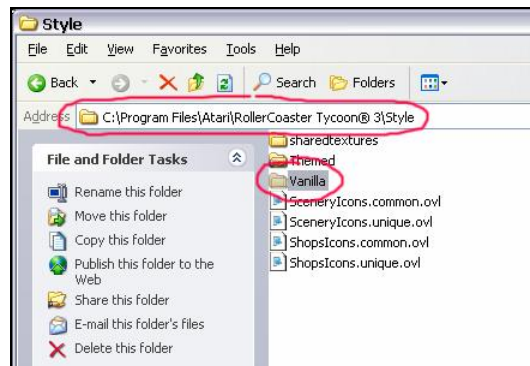 Style
File Edit View Favorites Tools Help
Back Search Folders
Address C:\Program Files\Atari\RollerCoaster Tycoon® 3\Style
File and Folder Tasks
Rename this folder
Move this folder
Copy this folder
Publish this folder to the
Web
Share this folder
E-mail this folder's files
Delete this folder
sharedtextures
Themed
Vanilla
SceneryIcons.common.ovl
SceneryIcons.unique.ovl
ShopsIcons.common.ovl
ShopsIcons.unique.ovl